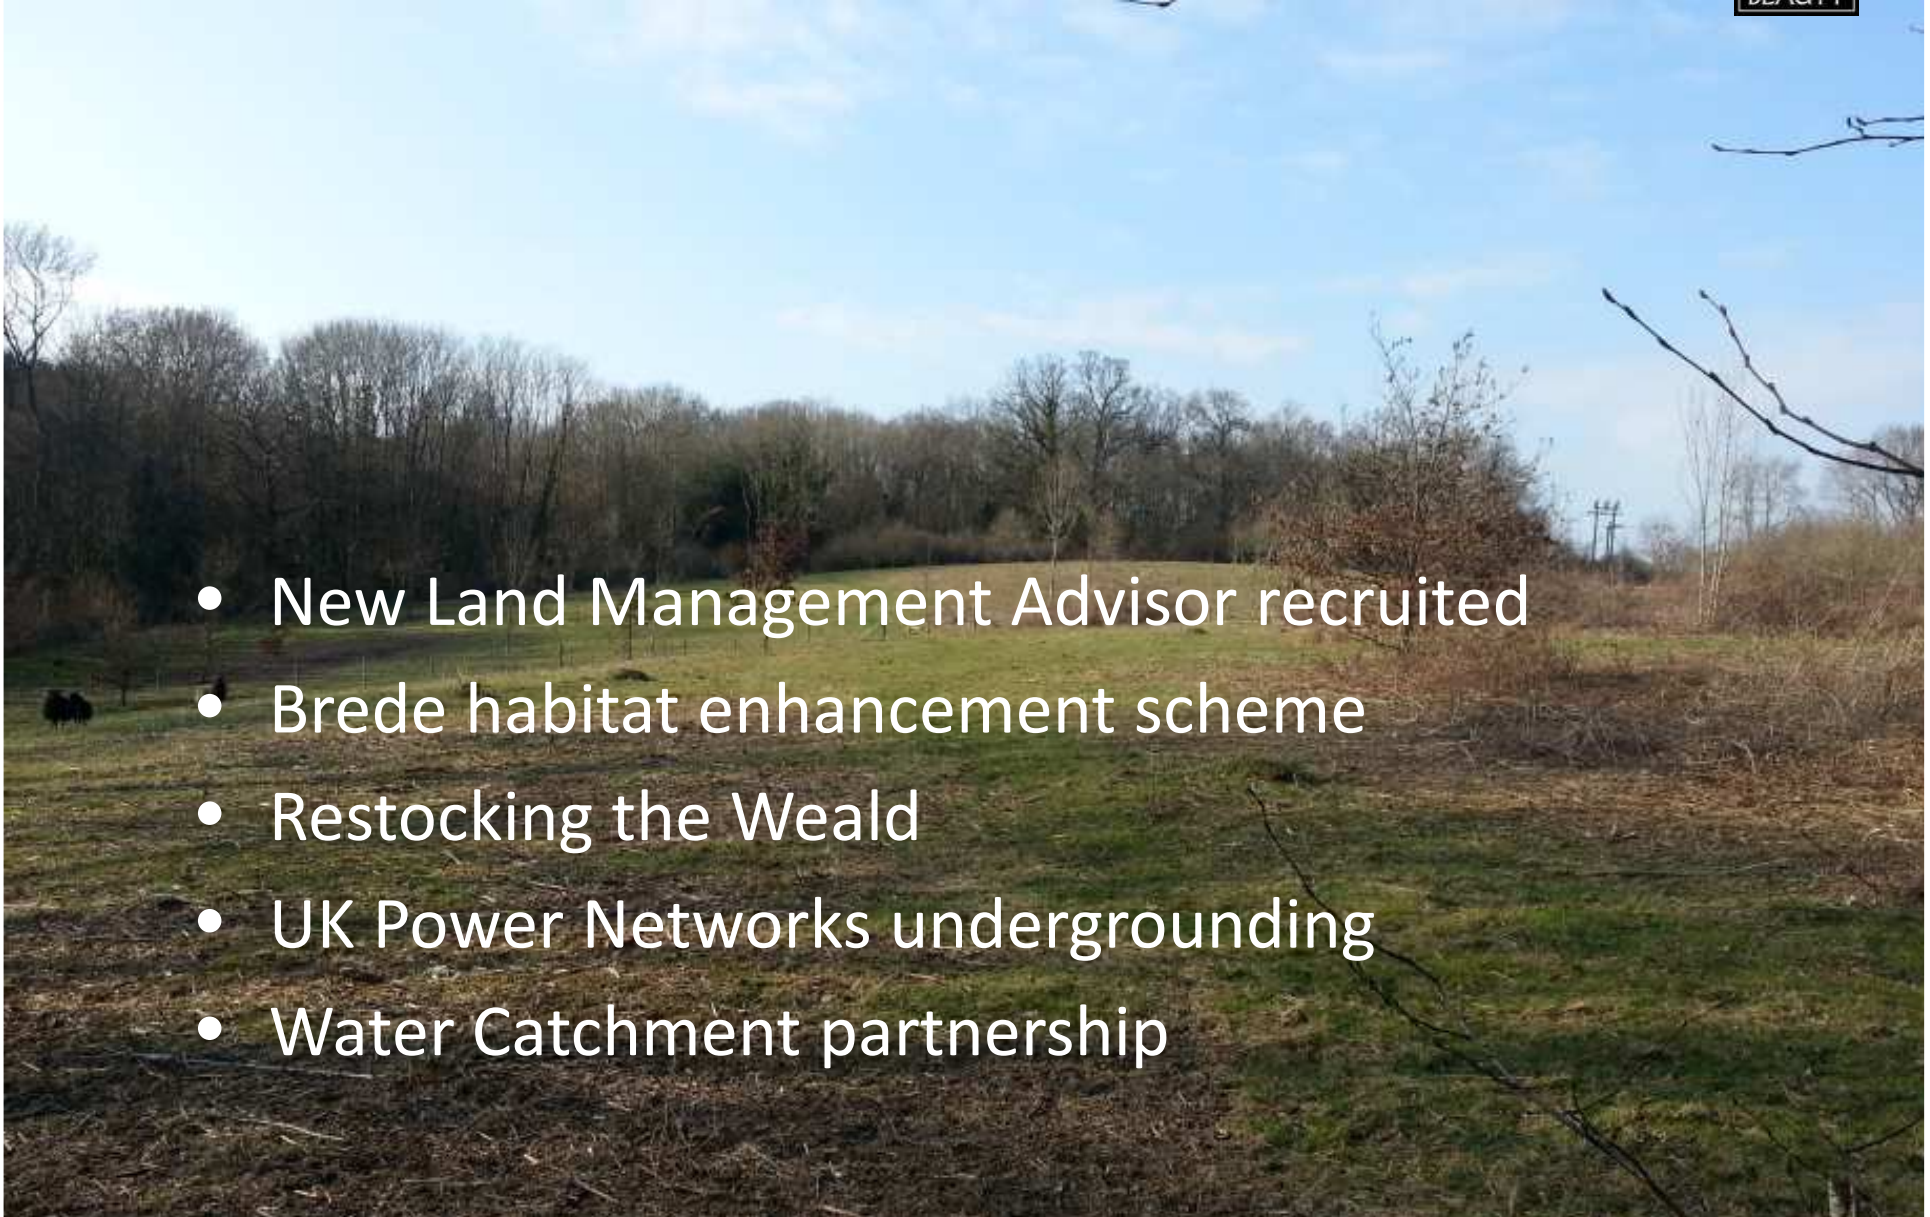 • New Land Management Advisor recruited
• Brede habitat enhancement scheme
• Restocking the Weald
• UK Power Networks undergrounding
• Water Catchment partnership